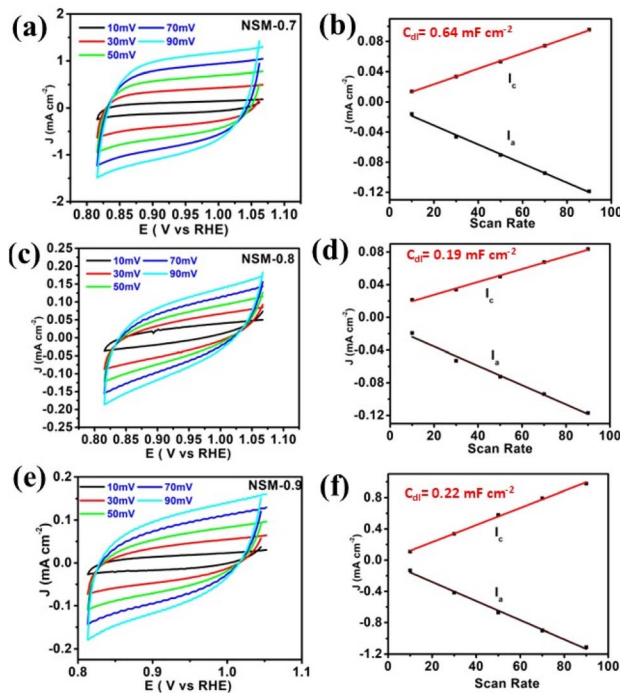 (a)
NSM-0.7
10mV 70mV
30mV 90mV
50mV
2
1
0
-1
-2
J (mA cm-2)
0.80 0.85 0.90 0.95 1.00 1.05 1.10
E ( V vs RHE)
(b)
Cdl= 0.64 mF cm-2
Ic
Ia
0.08
0.04
0.00
-0.04
-0.08
-0.12
J (mA cm-2)
0 20 40 60 80 100
Scan Rate
(c)
NSM-0.8
10mV 70mV
30mV 90mV
50mV
0.25
0.20
0.15
0.10
0.05
0.00
-0.05
-0.10
-0.15
-0.20
-0.25
J (mA cm-2)
0.80 0.85 0.90 0.95 1.00 1.05 1.10
E ( V vs RHE)
(d)
Cdl= 0.19 mF cm-2
Ic
Ia
0.08
0.04
0.00
-0.04
-0.08
-0.12
J (mA cm-2)
0 20 40 60 80 100
Scan Rate
(e)
NSM-0.9
10mV 70mV
30mV 90mV
50mV
0.2
0.1
0.0
-0.1
-0.2
J (mA cm-2)
0.8 0.9 1.0 1.1
E ( V vs RHE)
(f)
Cdl= 0.22 mF cm-2
Ic
Ia
0.8
0.4
0.0
-0.4
-0.8
-1.2
J (mA cm-2)
0 20 40 60 80 100
Scan Rate